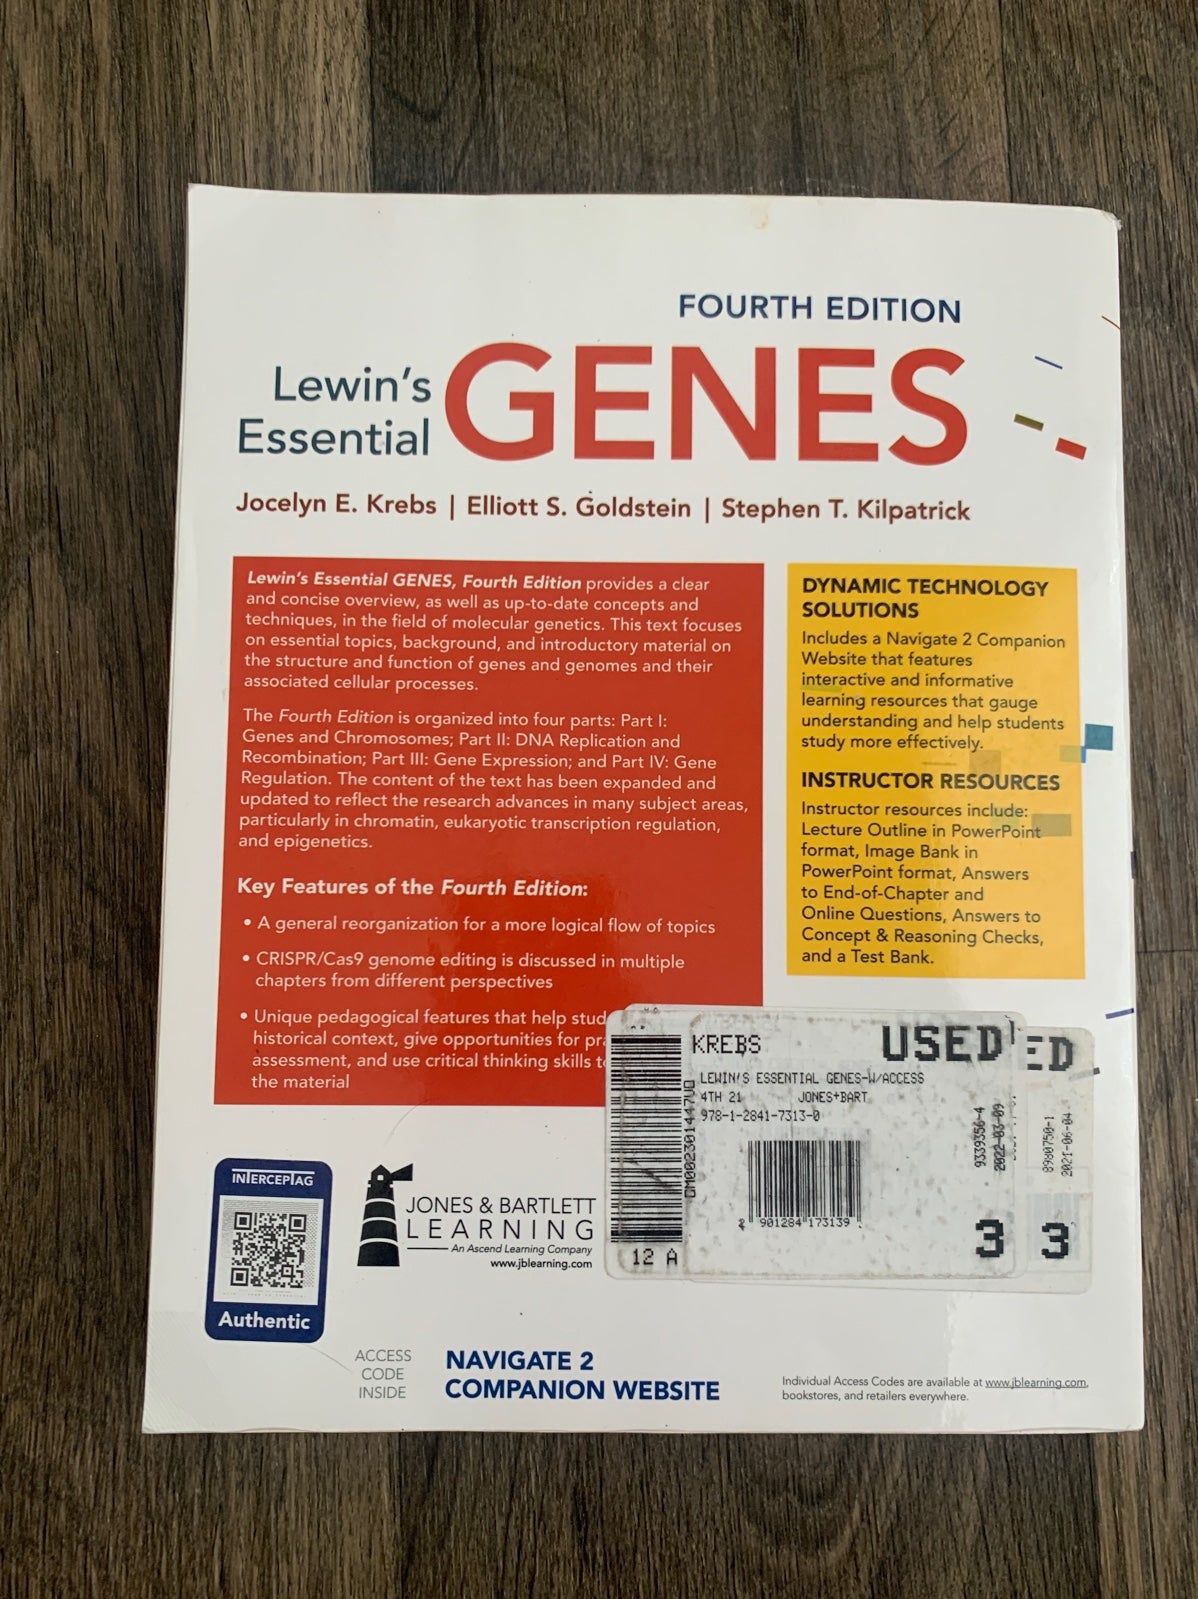 FOURTH EDITION
Lewin's
Essential
GENES
Jocelyn E. Krebs | Elliott S. Goldstein | Stephen T. Kilpatrick
Lewin's Essential GENES, Fourth Edition provides a clear
and concise overview, as well as up-to-date concepts and
techniques, in the field of molecular genetics. This text focuses
on essential topics, background, and introductory material on
the structure and function of genes and genomes and their
associated cellular processes.
The Fourth Edition is organized into four parts: Part I:
Genes and Chromosomes; Part II: DNA Replication and
Recombination; Part III: Gene Expression; and Part IV: Gene
Regulation. The content of the text has been expanded and
updated to reflect the research advances in many subject areas,
particularly in chromatin, eukaryotic transcription regulation,
and epigenetics.
Key Features of the Fourth Edition:
• A general reorganization for a more logical flow of topics
• CRISPR/Cas9 genome editing is discussed in multiple
chapters from different perspectives
• Unique pedagogical features that help stud
historical context, give opportunities for pra
assessment, and use critical thinking skills to
the material
DYNAMIC TECHNOLOGY
SOLUTIONS
Includes a Navigate 2 Companion
Website that features
interactive and informative
learning resources that gauge
understanding and help students
study more effectively.
INSTRUCTOR RESOURCES
Instructor resources include:
Lecture Outline in PowerPoint
format, Image Bank in
PowerPoint format, Answers
to End-of-Chapter and
Online Questions, Answers to
Concept & Reasoning Checks,
and a Test Bank.
KREBS
USED
ED
LEWIN'S ESSENTIAL GENES-W/ACCESS
4TH 21 JONES+BART
978-1-2841-7313-0
9339356-4
2022-03-09
8980750-1
2021-06-04
2 901284 173139
12 A
3
3
INTERCEPTAG
Authentic
JONES & BARTLETT
LEARNING
An Ascend Learning Company
www.jblearning.com
ACCESS
CODE
INSIDE
NAVIGATE 2
COMPANION WEBSITE
Individual Access Codes are available at www.jblearning.com,
bookstores, and retailers everywhere.